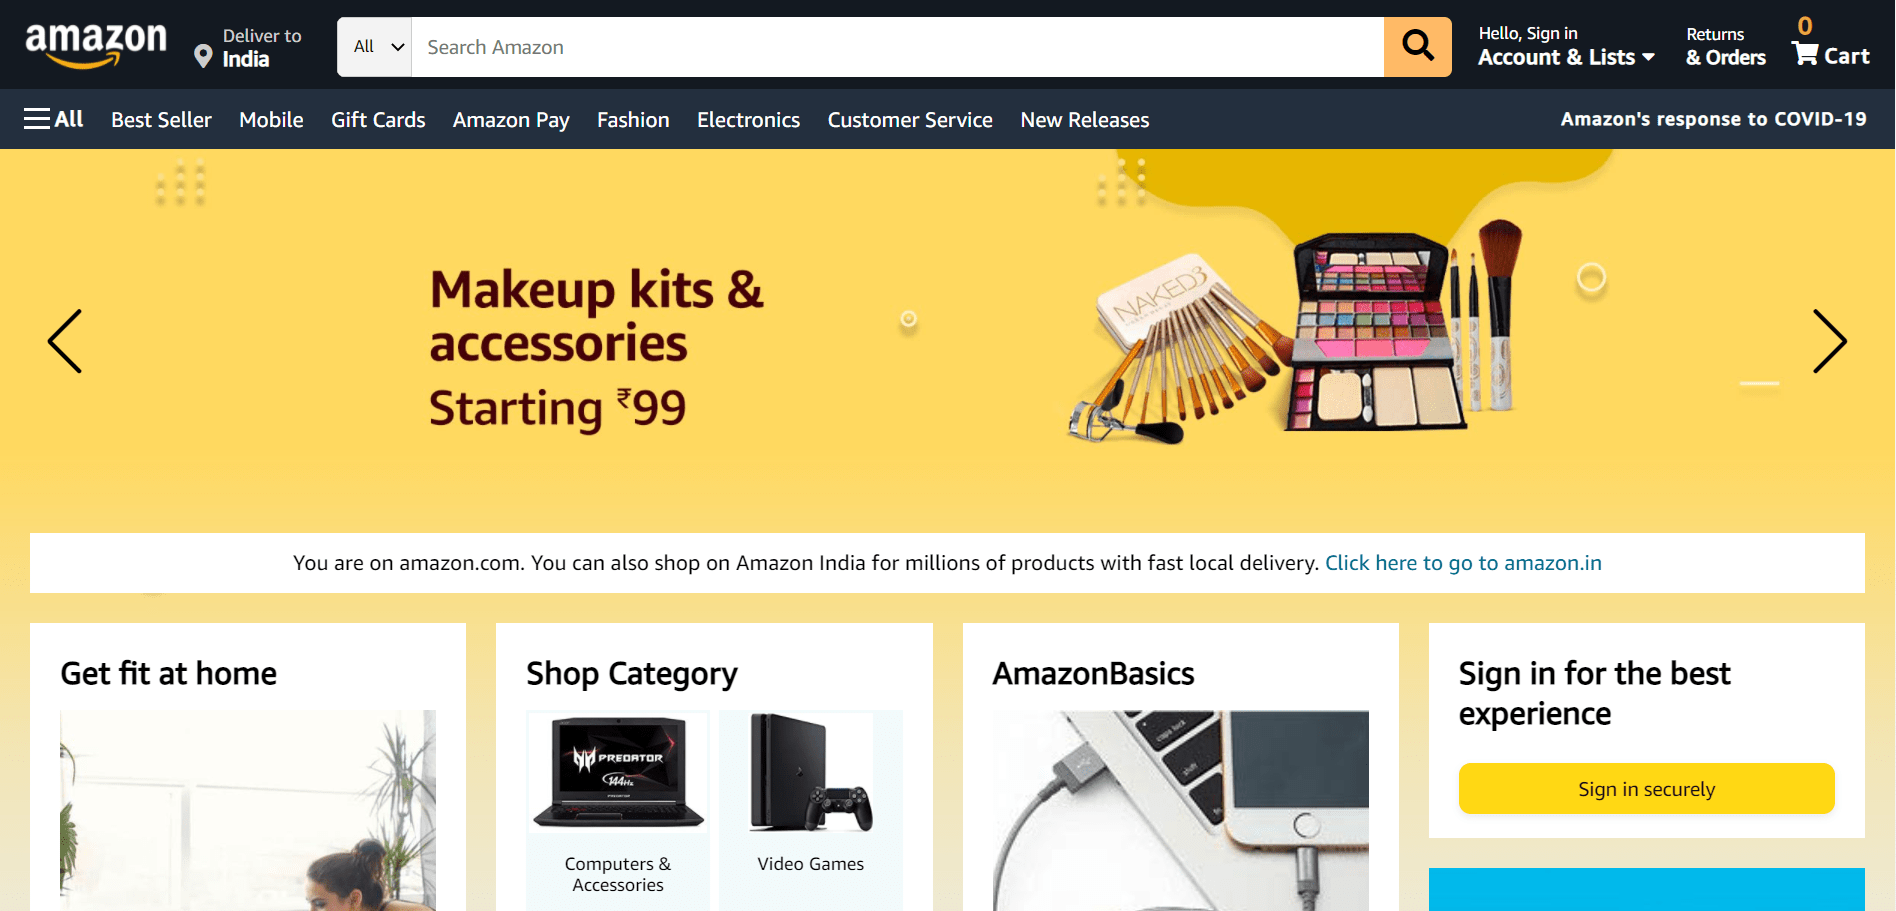 amazon
Deliver to
India
All
Search Amazon
Hello, Sign in
Account & Lists
Returns
& Orders
0
Cart
All
Best Seller
Mobile
Gift Cards
Amazon Pay
Fashion
Electronics
Customer Service
New Releases
Amazon's response to COVID-19
Makeup kits &
accessories
Starting ₹99
NAKED3
You are on amazon.com. You can also shop on Amazon India for millions of products with fast local delivery. Click here to go to amazon.in
Get fit at home
Shop Category
AmazonBasics
Sign in for the best
experience
PREDATOR
144Hz
caps lock
shift
Sign in securely
Computers &
Accessories
Video Games